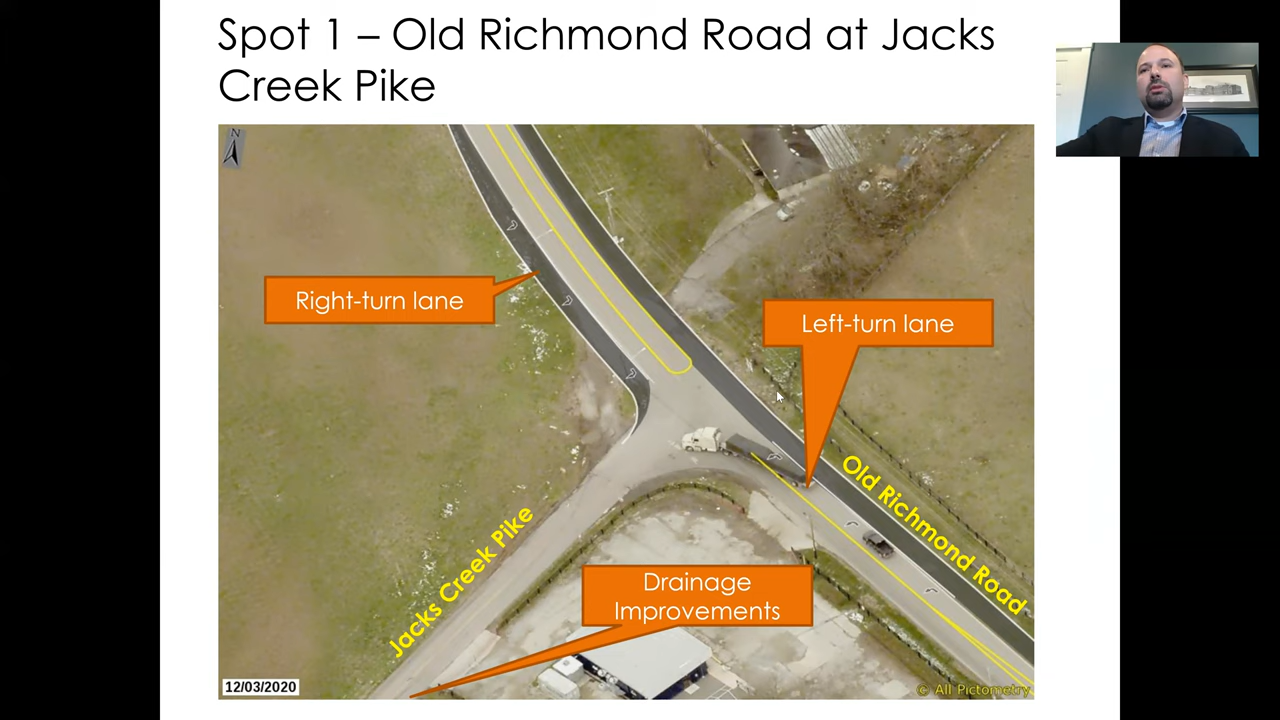 Spot 1 – Old Richmond Road at Jacks
Creek Pike
N
Right-turn lane
Left-turn lane
Old Richmond Road
Jacks Creek Pike
Drainage
Improvements
12/03/2020
© All Pictometry